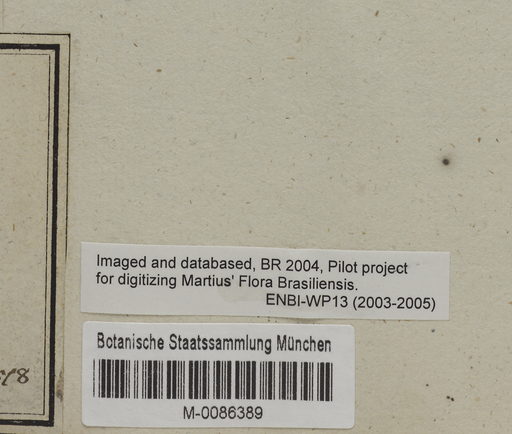 Imaged and databased, BR 2004, Pilot project
for digitizing Martius' Flora Brasiliensis.
ENBI-WP13 (2003-2005)
Botanische Staatssammlung München
M-0086389